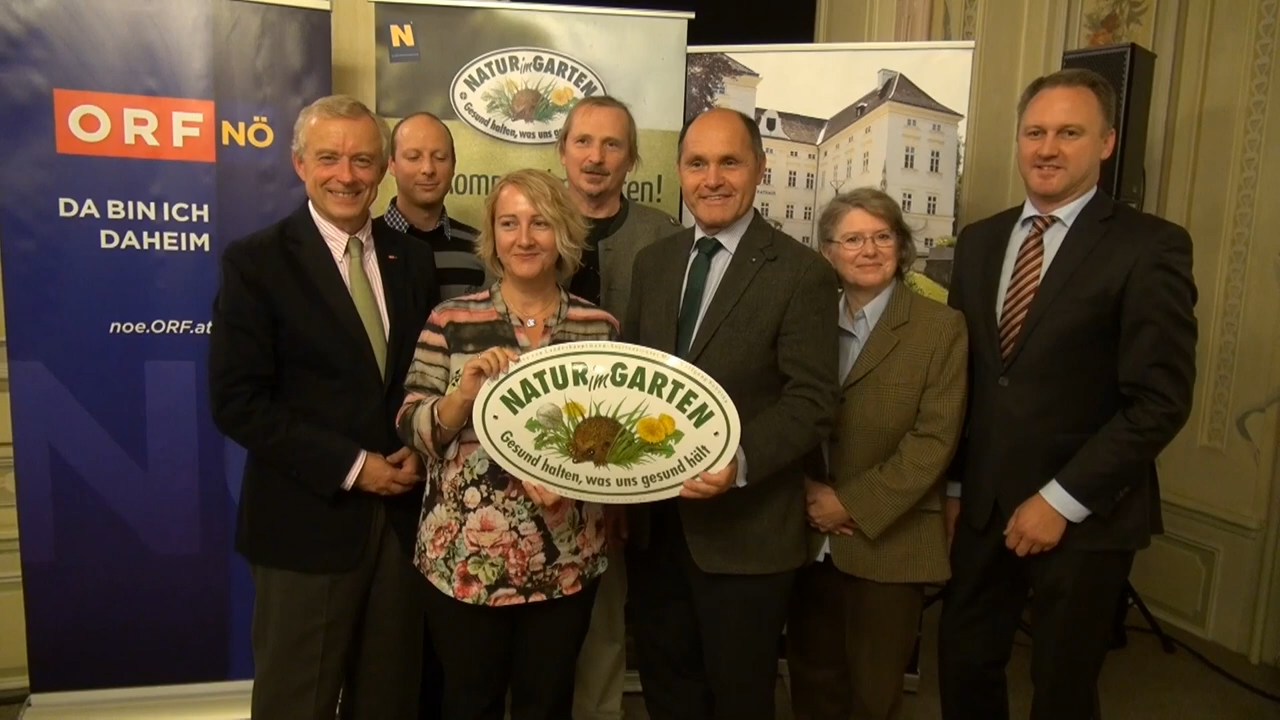 ORF NÖ
DA BIN ICH
DAHEIM
noe.ORF.at
N
NATUR im GARTEN
Gesund halten, was uns
NATUR im GARTEN
Gesund halten, was uns gesund hält